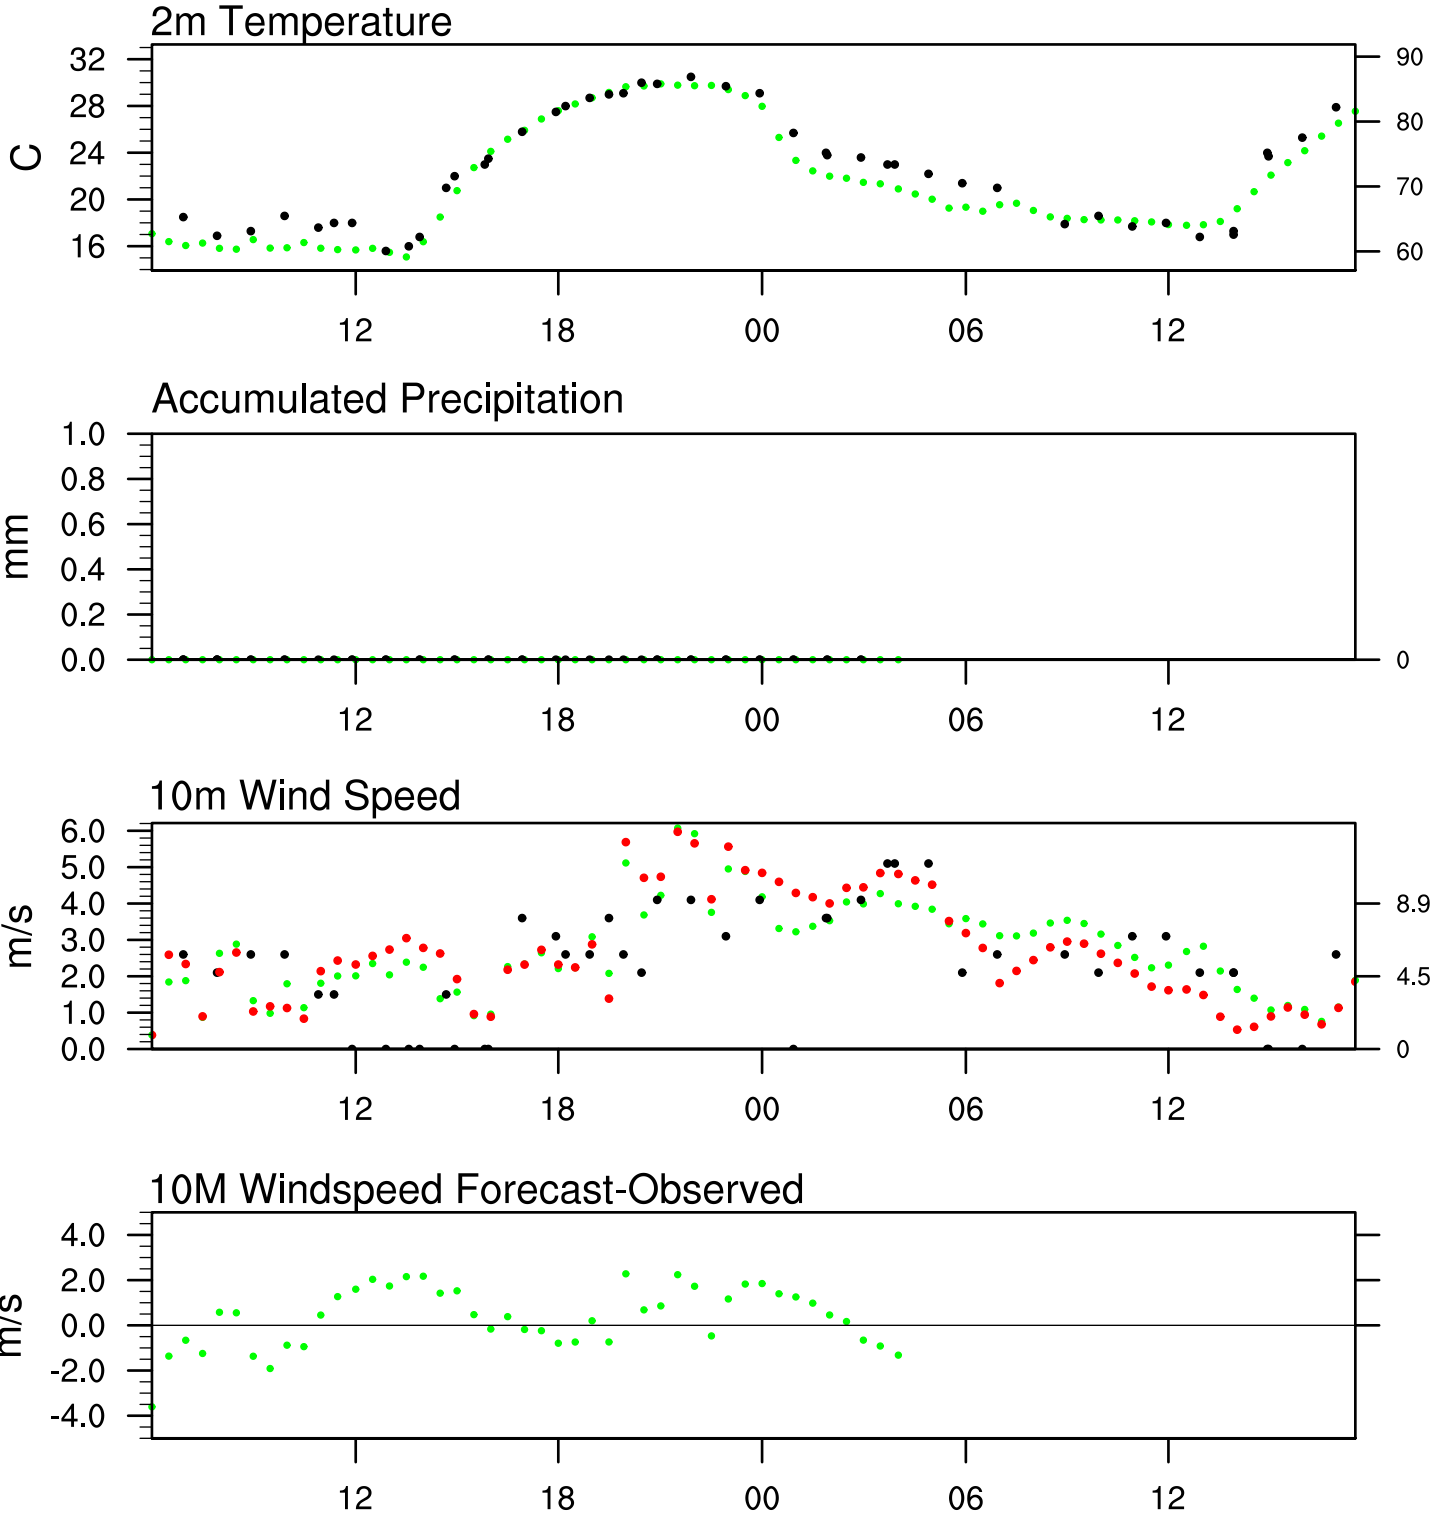 2m Temperature
32 90
28 80
24
C
20 70
16 60
12 18 00 06 12
Accumulated Precipitation
1.0
0.8
0.6
mm
0.4
0.2
0.0 0
12 18 00 06 12
10m Wind Speed
6.0
5.0
4.0 8.9
3.0
m/s
2.0 4.5
1.0
0.0 0
12 18 00 06 12
10M Windspeed Forecast-Observed
4.0
2.0
0.0
m/s
-2.0
-4.0
12 18 00 06 12